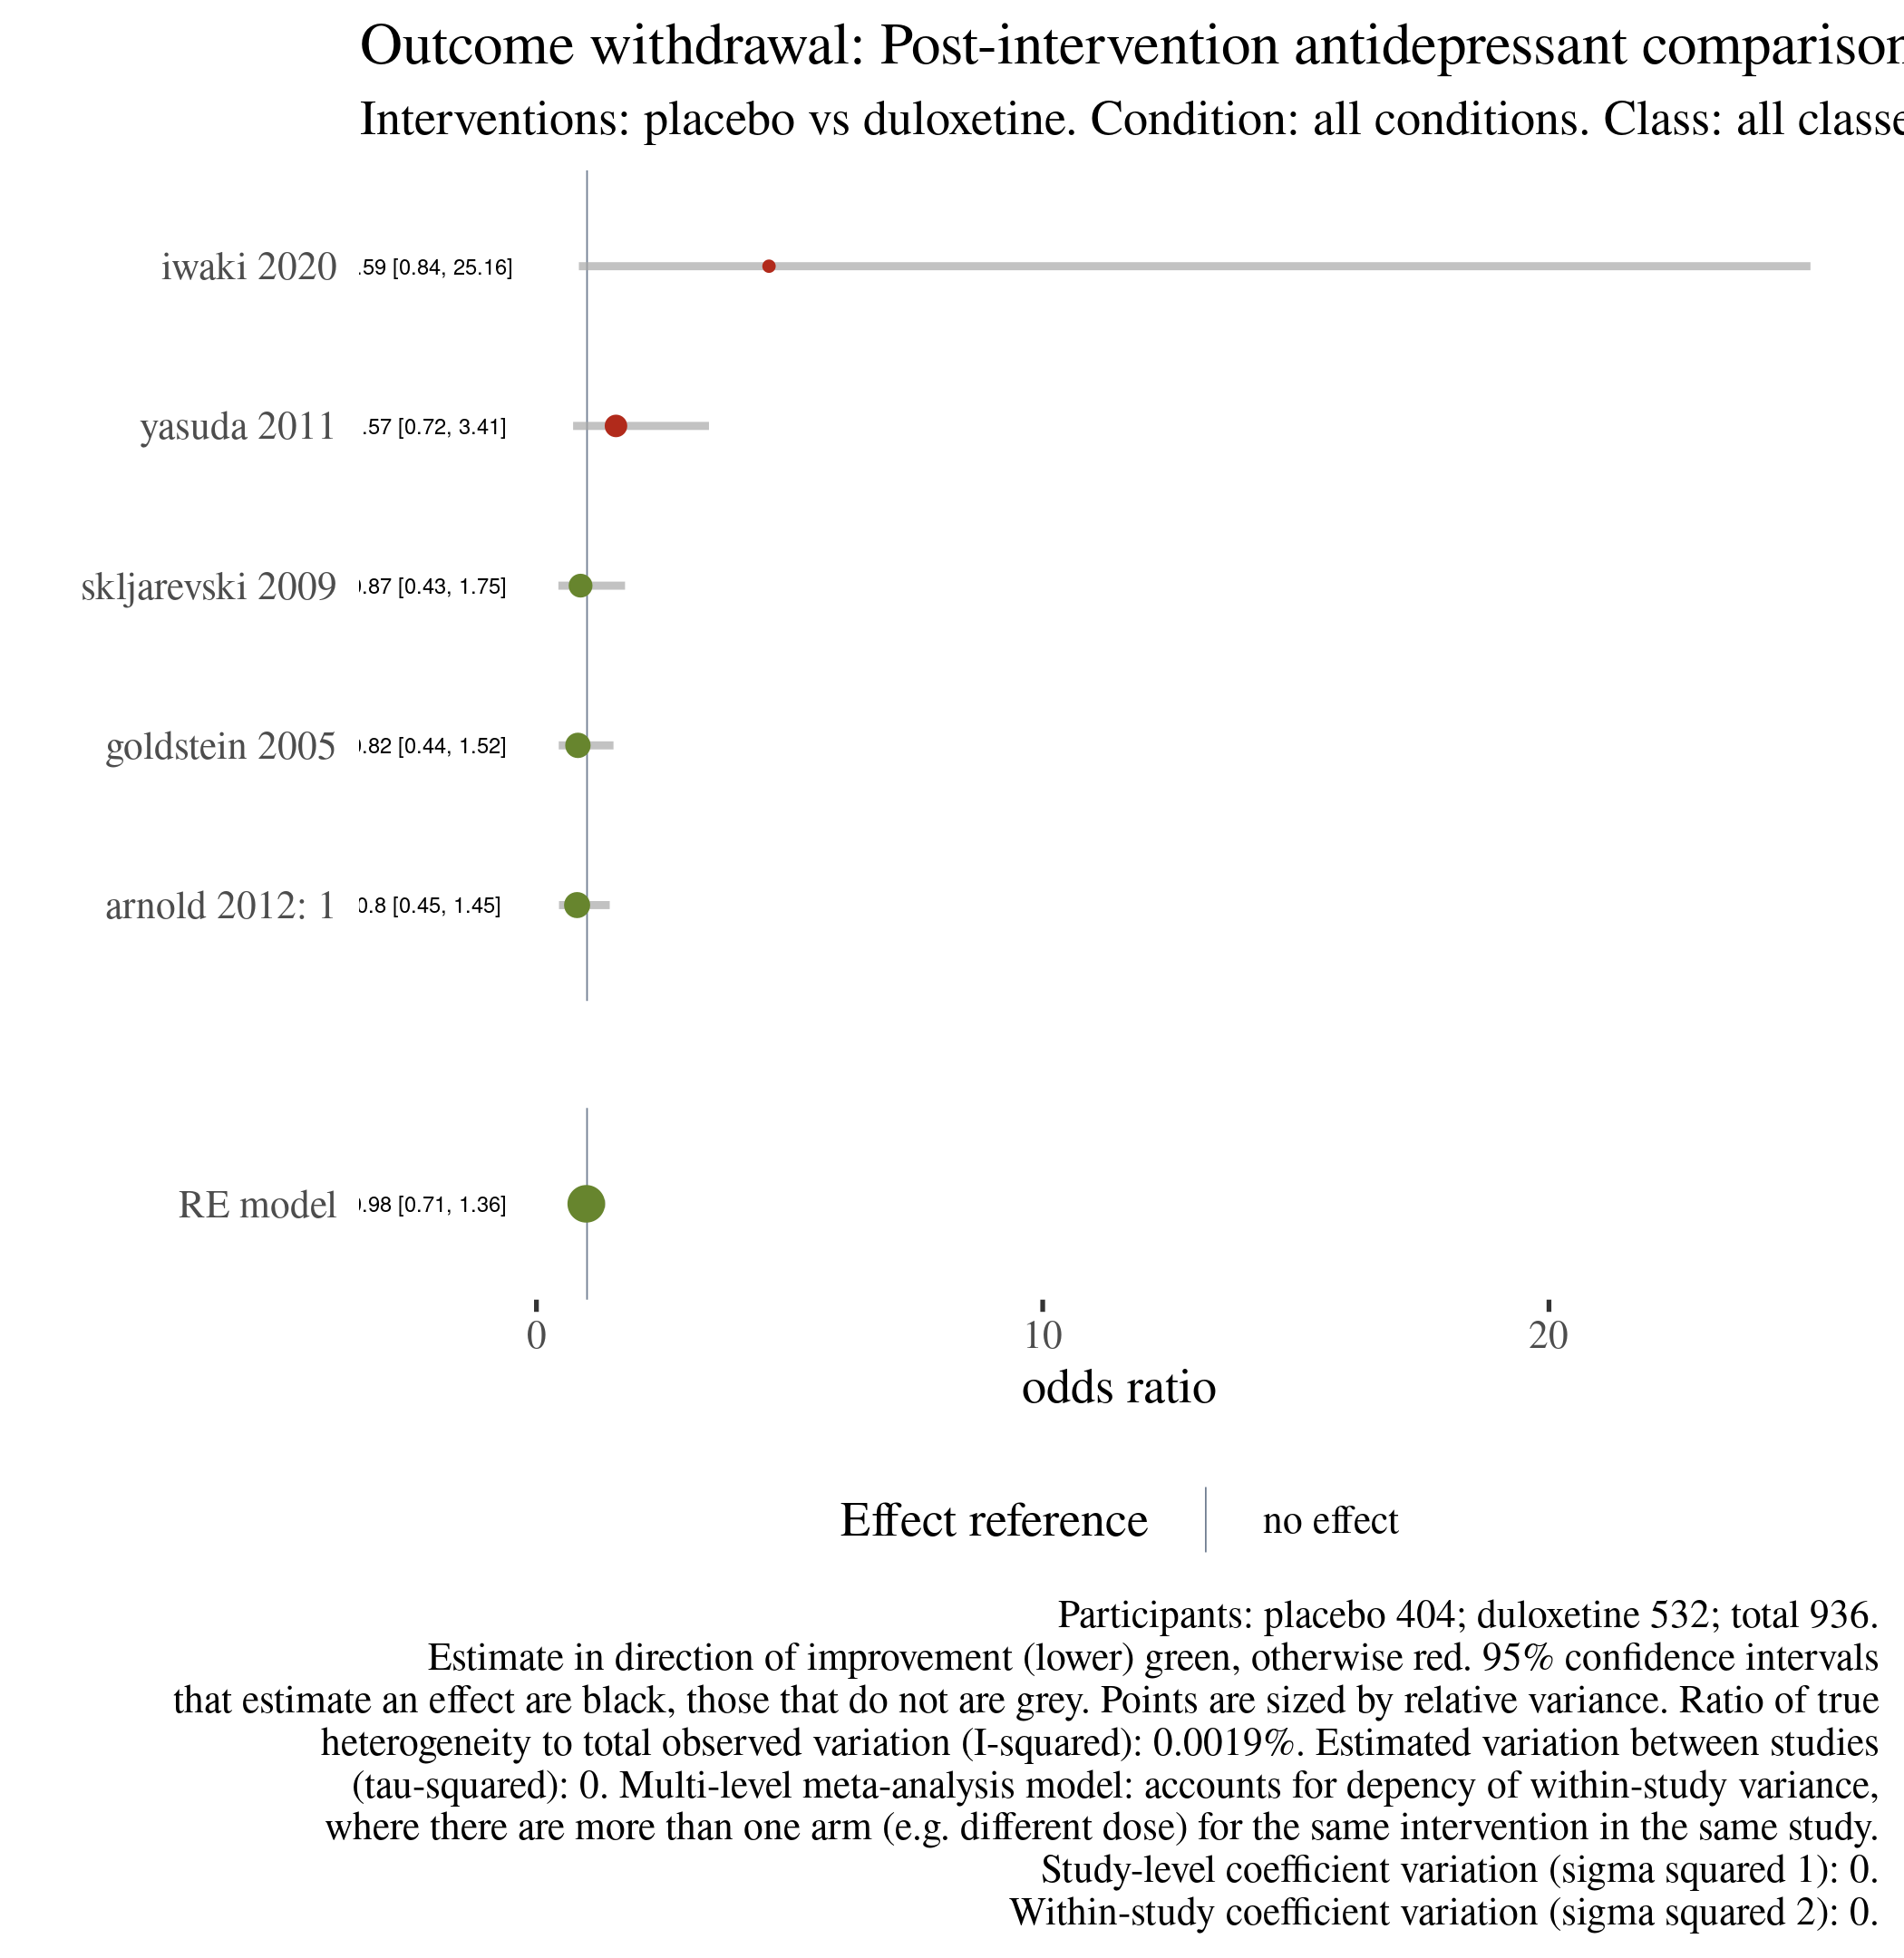 Outcome withdrawal: Post-intervention antidepressant comparison
Interventions: placebo vs duloxetine. Condition: all conditions. Class: all classe
iwaki 2020 .59 [0.84, 25.16]
yasuda 2011 .57 [0.72, 3.41]
skljarevski 2009 0.87 [0.43, 1.75]
goldstein 2005 0.82 [0.44, 1.52]
arnold 2012: 1 0.8 [0.45, 1.45]
RE model 0.98 [0.71, 1.36]
0 10 20
odds ratio
Effect reference no effect
Participants: placebo 404; duloxetine 532; total 936.
Estimate in direction of improvement (lower) green, otherwise red. 95% confidence intervals
that estimate an effect are black, those that do not are grey. Points are sized by relative variance. Ratio of true
heterogeneity to total observed variation (I-squared): 0.0019%. Estimated variation between studies
(tau-squared): 0. Multi-level meta-analysis model: accounts for depency of within-study variance,
where there are more than one arm (e.g. different dose) for the same intervention in the same study.
Study-level coefficient variation (sigma squared 1): 0.
Within-study coefficient variation (sigma squared 2): 0.